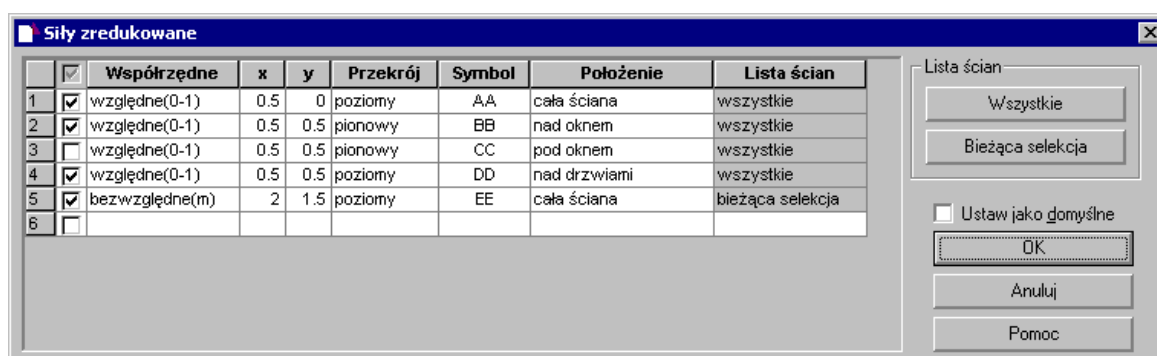 Siły zredukowane
Współrzędne x y Przekrój Symbol Położenie Lista ścian
1 względne(0-1) 0.5 0 poziomy AA cała ściana wszystkie
2 względne(0-1) 0.5 0.5 pionowy BB nad oknem wszystkie
3 względne(0-1) 0.5 0.5 pionowy CC pod oknem wszystkie
4 względne(0-1) 0.5 0.5 poziomy DD nad drzwiami wszystkie
5 bezwzględne(m) 2 1.5 poziomy EE cała ściana bieżąca selekcja
6
Lista ścian
Wszystkie
Bieżąca selekcja
Ustaw jako domyślne
OK
Anuluj
Pomoc